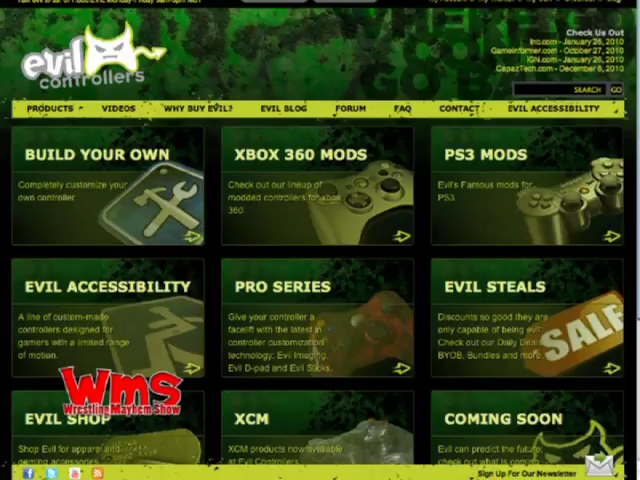 evil
controllers
Check Us Out
Inc.com - January 26, 2010
GameInformer.com - October 27, 2010
IGN.com - January 26, 2010
CapazTech.com - December 8, 2010
SEARCH GO
PRODUCTS VIDEOS WHY BUY EVIL? EVIL BLOG FORUM FAQ CONTACT EVIL ACCESSIBILITY
BUILD YOUR OWN
Completely customize your
own controller.
XBOX 360 MODS
Check out our lineup of
modded controllers for xbox
360.
PS3 MODS
Evil's Famous mods for
PS3.
EVIL ACCESSIBILITY
A line of custom-made
controllers designed for
gamers with a limited range
of motion.
PRO SERIES
Give your controller a
facelift with the latest in
controller customization
technology: Evil Imaging,
Evil D-pad and Evil Sticks.
EVIL STEALS
Discounts so good they are
only capable of being evil.
Check out our Daily Deals,
BYOB, Bundles and more.
SALE
WMS
Wrestling Mayhem Show
EVIL SHOP
Shop Evil for apparel and
gaming accessories.
XCM
XCM products now available
at Evil Controllers.
COMING SOON
Evil can predict the future,
check out what is coming
Sign Up For Our Newsletter